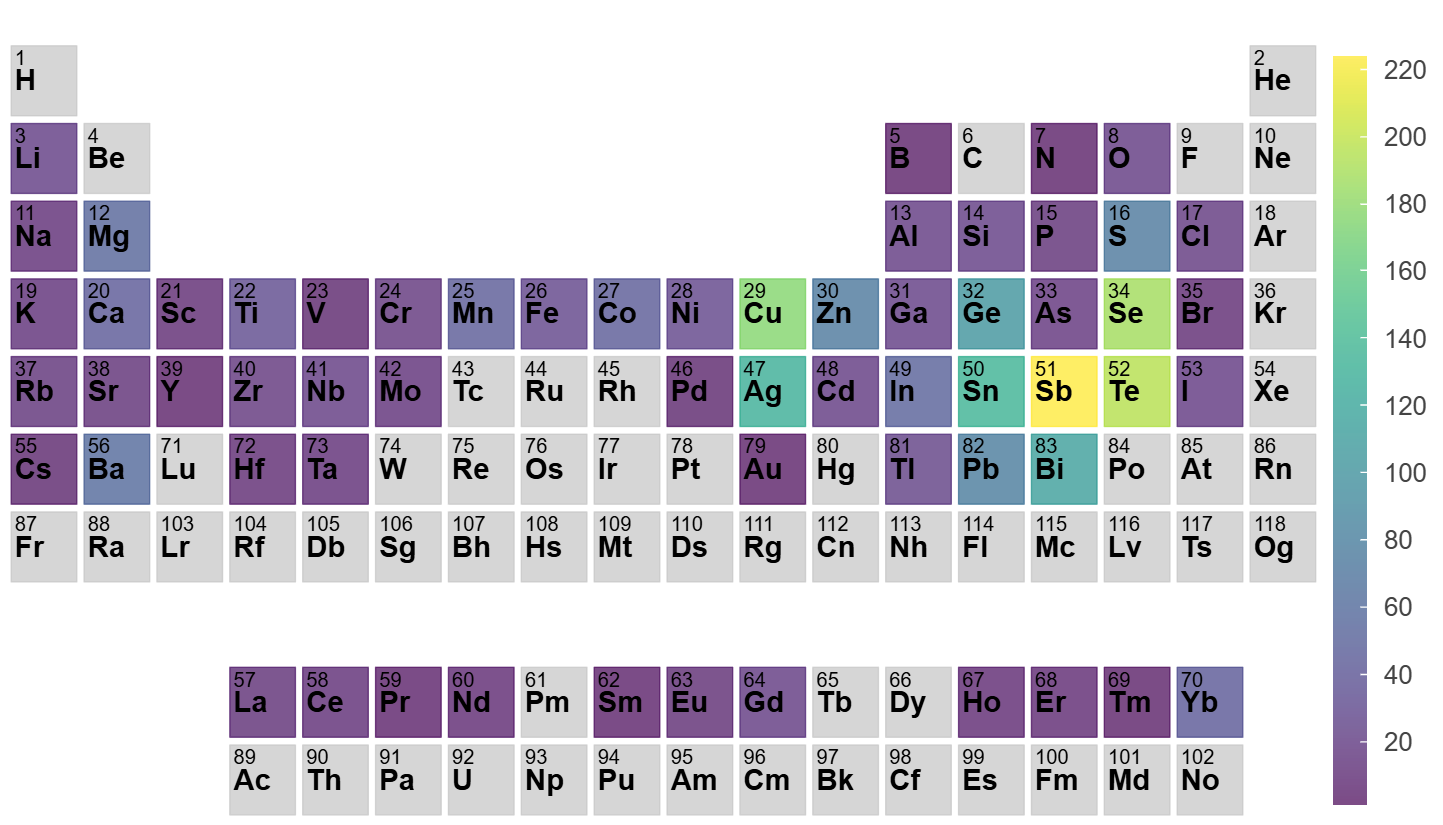 1 2
H He
220
3 4 5 6 7 8 9 10
Li Be B C N O F Ne
200
11 12 13 14 15 16 17 18
Na Mg Al Si P S Cl Ar
180
160
19 20 21 22 23 24 25 26 27 28 29 30 31 32 33 34 35 36
K Ca Sc Ti V Cr Mn Fe Co Ni Cu Zn Ga Ge As Se Br Kr
140
37 38 39 40 41 42 43 44 45 46 47 48 49 50 51 52 53 54
Rb Sr Y Zr Nb Mo Tc Ru Rh Pd Ag Cd In Sn Sb Te I Xe
120
55 56 71 72 73 74 75 76 77 78 79 80 81 82 83 84 85 86
Cs Ba Lu Hf Ta W Re Os Ir Pt Au Hg Tl Pb Bi Po At Rn
100
87 88 103 104 105 106 107 108 109 110 111 112 113 114 115 116 117 118
Fr Ra Lr Rf Db Sg Bh Hs Mt Ds Rg Cn Nh Fl Mc Lv Ts Og
80
60
57 58 59 60 61 62 63 64 65 66 67 68 69 70
La Ce Pr Nd Pm Sm Eu Gd Tb Dy Ho Er Tm Yb
40
20
89 90 91 92 93 94 95 96 97 98 99 100 101 102
Ac Th Pa U Np Pu Am Cm Bk Cf Es Fm Md No